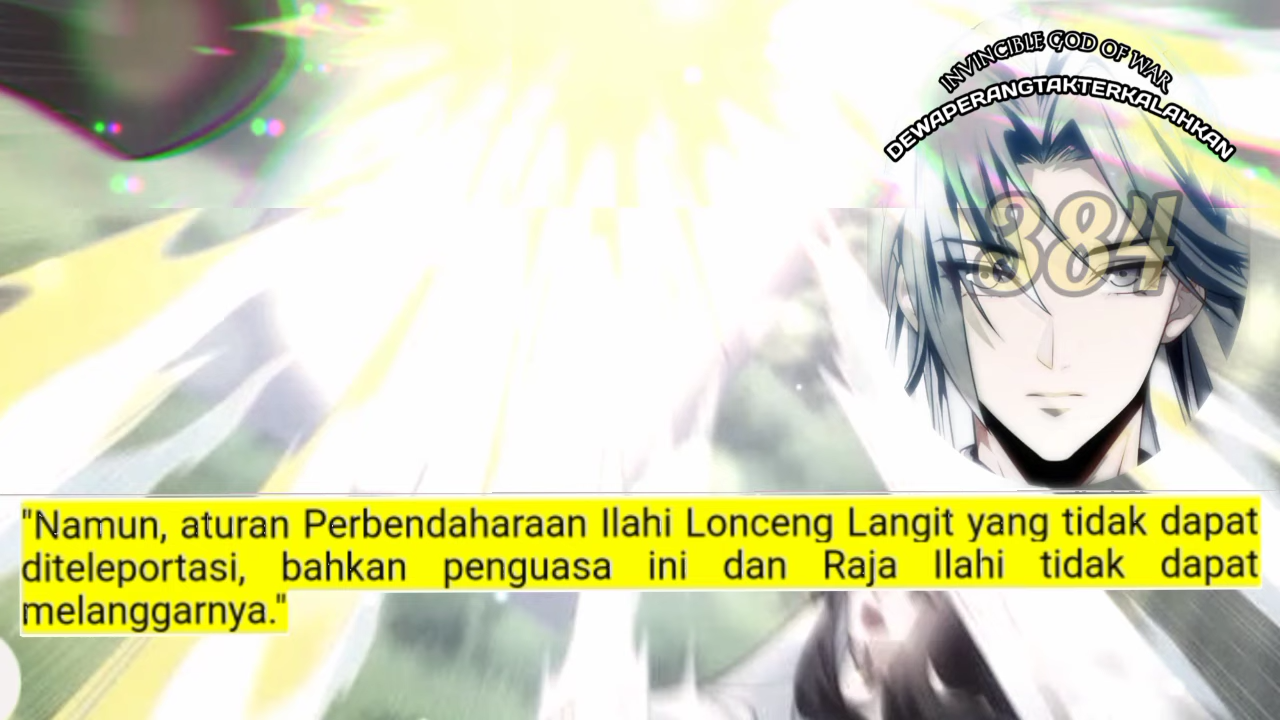 INVINCIBLE GOD OF WAR
DEWAPERANGTAKTERKALAHKAN
384
"Namun, aturan Perbendaharaan Ilahi Lonceng Langit yang tidak dapat
diteleportasi, bahkan penguasa ini dan Raja Ilahi tidak dapat
melanggarnya."